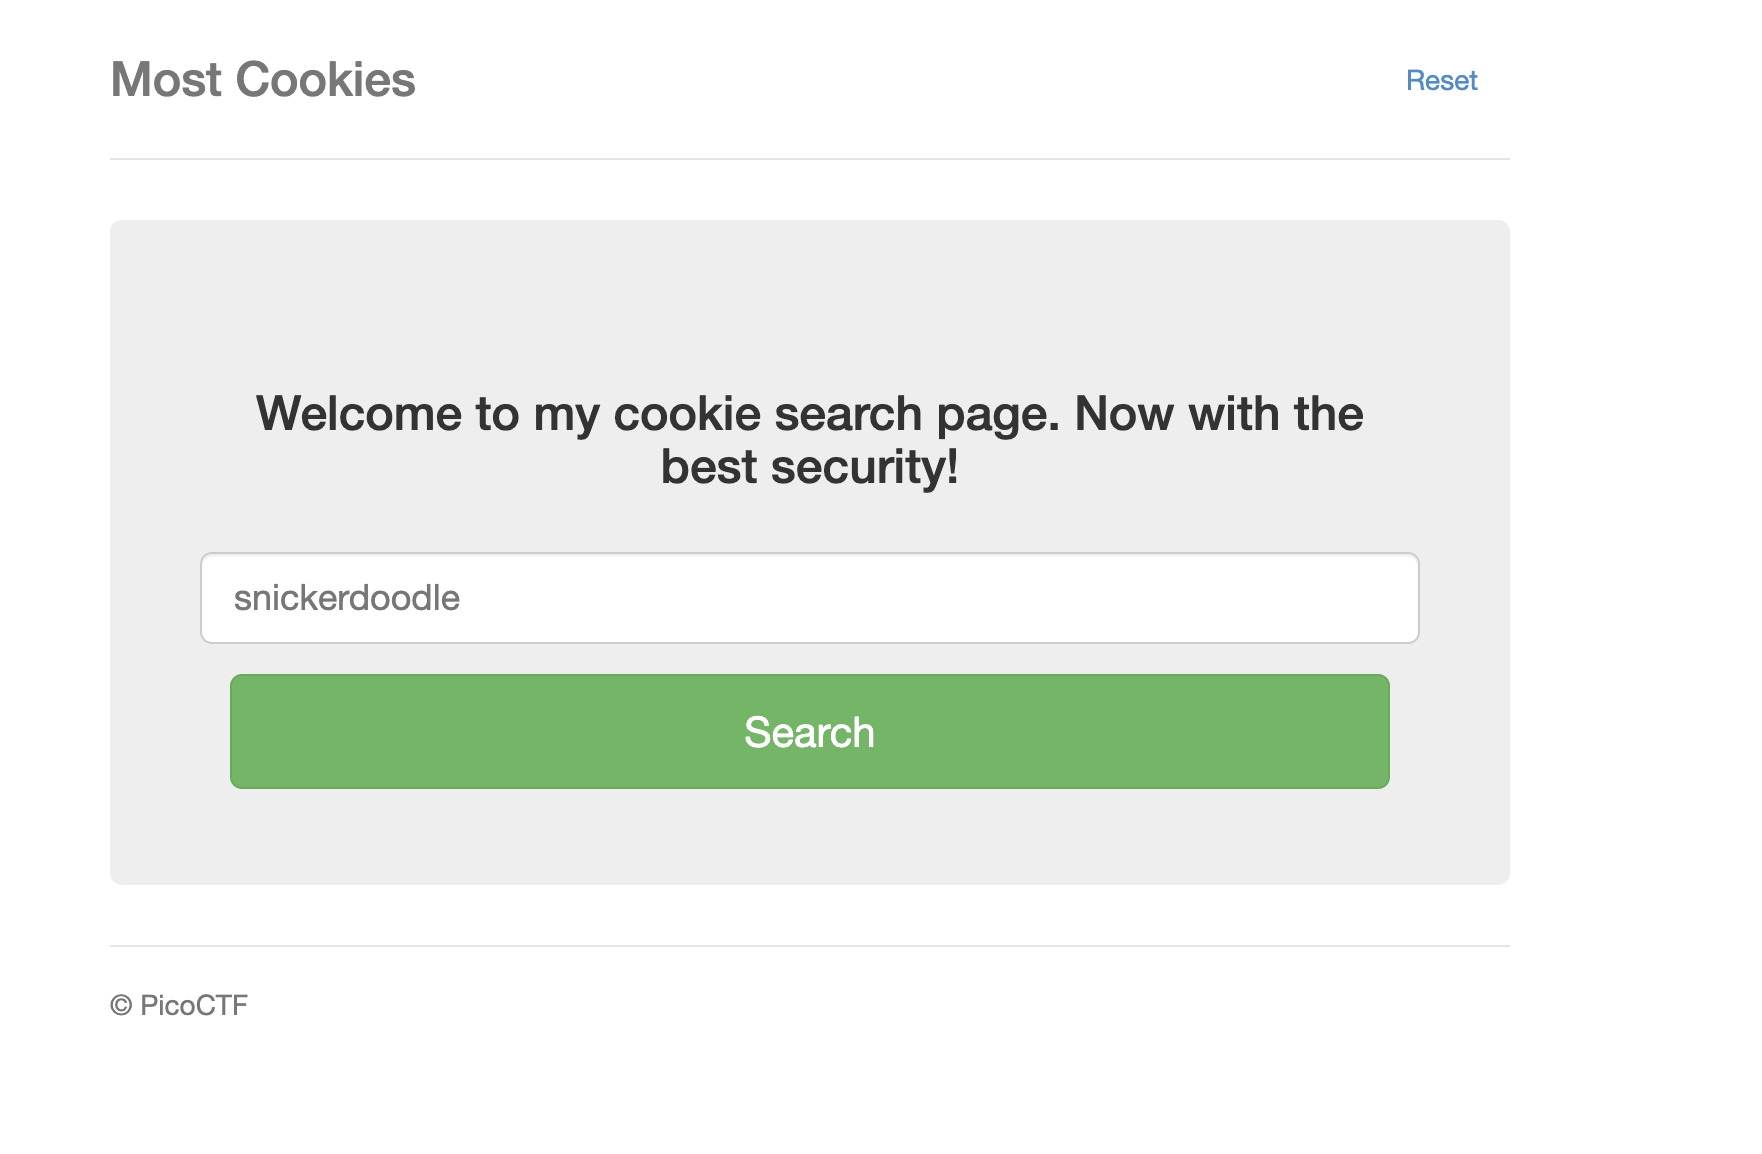 Most Cookies
Reset
Welcome to my cookie search page. Now with the
best security!
snickerdoodle
Search
© PicoCTF